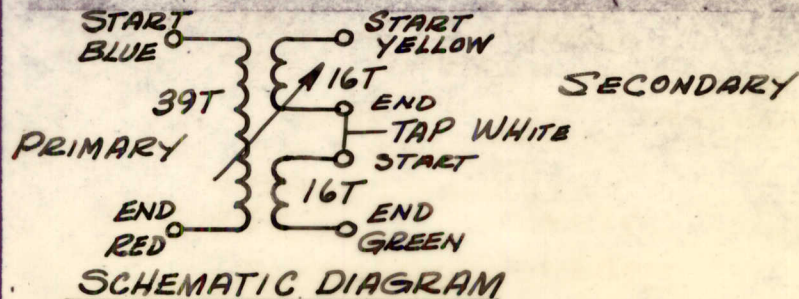 START
BLUE
START
YELLOW
39T
16T
SECONDARY
END
TAP WHITE
PRIMARY
START
16T
END
RED
END
GREEN
SCHEMATIC DIAGRAM